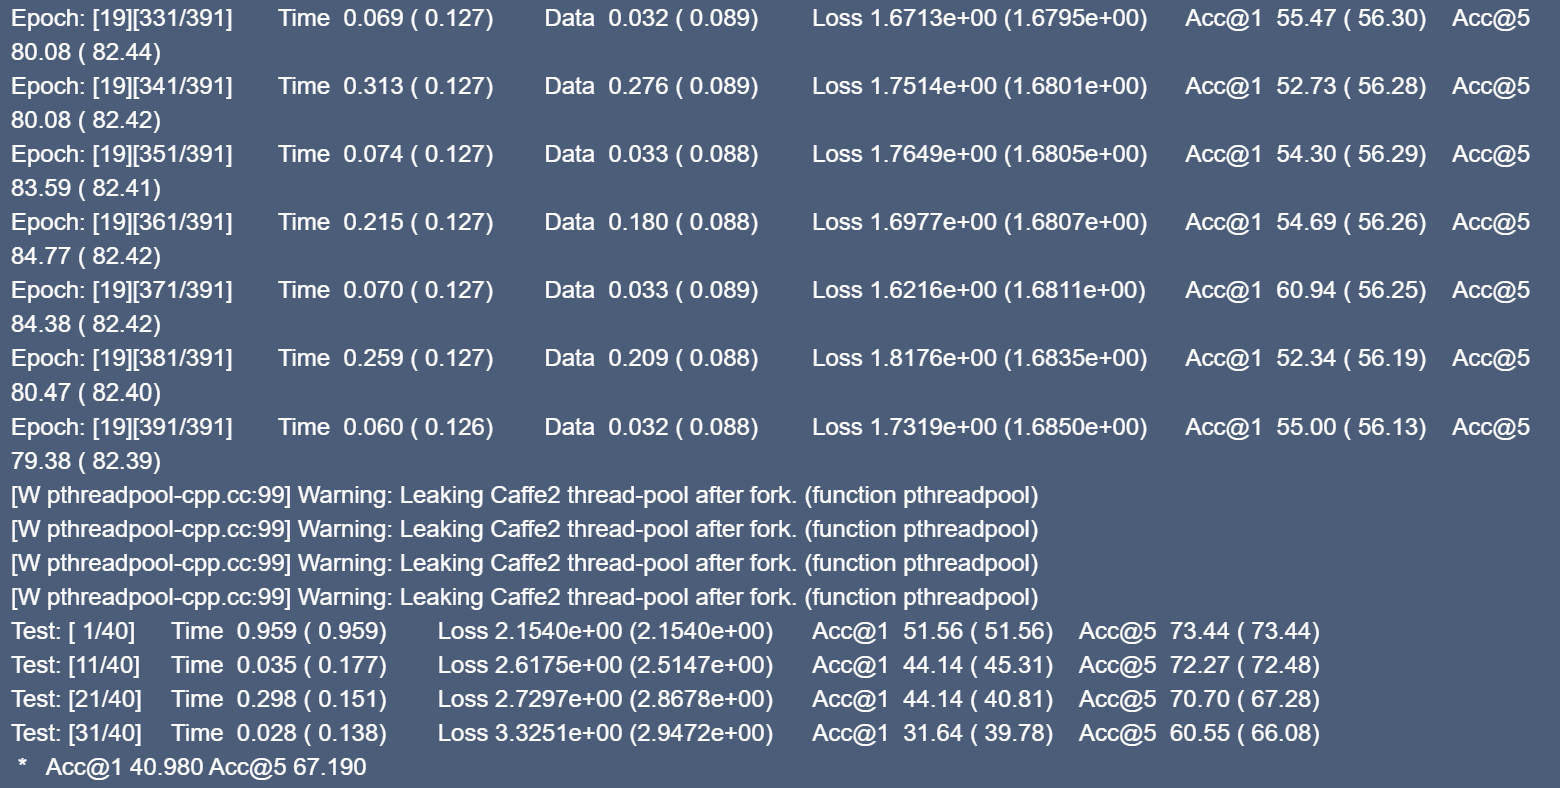 Epoch: [19][331/391] Time 0.069 ( 0.127) Data 0.032 ( 0.089) Loss 1.6713e+00 (1.6795e+00) Acc@1 55.47 ( 56.30) Acc@5
80.08 ( 82.44)
Epoch: [19][341/391] Time 0.313 ( 0.127) Data 0.276 ( 0.089) Loss 1.7514e+00 (1.6801e+00) Acc@1 52.73 ( 56.28) Acc@5
80.08 ( 82.42)
Epoch: [19][351/391] Time 0.074 ( 0.127) Data 0.033 ( 0.088) Loss 1.7649e+00 (1.6805e+00) Acc@1 54.30 ( 56.29) Acc@5
83.59 ( 82.41)
Epoch: [19][361/391] Time 0.215 ( 0.127) Data 0.180 ( 0.088) Loss 1.6977e+00 (1.6807e+00) Acc@1 54.69 ( 56.26) Acc@5
84.77 ( 82.42)
Epoch: [19][371/391] Time 0.070 ( 0.127) Data 0.033 ( 0.089) Loss 1.6216e+00 (1.6811e+00) Acc@1 60.94 ( 56.25) Acc@5
84.38 ( 82.42)
Epoch: [19][381/391] Time 0.259 ( 0.127) Data 0.209 ( 0.088) Loss 1.8176e+00 (1.6835e+00) Acc@1 52.34 ( 56.19) Acc@5
80.47 ( 82.40)
Epoch: [19][391/391] Time 0.060 ( 0.126) Data 0.032 ( 0.088) Loss 1.7319e+00 (1.6850e+00) Acc@1 55.00 ( 56.13) Acc@5
79.38 ( 82.39)
[W pthreadpool-cpp.cc:99] Warning: Leaking Caffe2 thread-pool after fork. (function pthreadpool)
[W pthreadpool-cpp.cc:99] Warning: Leaking Caffe2 thread-pool after fork. (function pthreadpool)
[W pthreadpool-cpp.cc:99] Warning: Leaking Caffe2 thread-pool after fork. (function pthreadpool)
[W pthreadpool-cpp.cc:99] Warning: Leaking Caffe2 thread-pool after fork. (function pthreadpool)
Test: [ 1/40] Time 0.959 ( 0.959) Loss 2.1540e+00 (2.1540e+00) Acc@1 51.56 ( 51.56) Acc@5 73.44 ( 73.44)
Test: [11/40] Time 0.035 ( 0.177) Loss 2.6175e+00 (2.5147e+00) Acc@1 44.14 ( 45.31) Acc@5 72.27 ( 72.48)
Test: [21/40] Time 0.298 ( 0.151) Loss 2.7297e+00 (2.8678e+00) Acc@1 44.14 ( 40.81) Acc@5 70.70 ( 67.28)
Test: [31/40] Time 0.028 ( 0.138) Loss 3.3251e+00 (2.9472e+00) Acc@1 31.64 ( 39.78) Acc@5 60.55 ( 66.08)
* Acc@1 40.980 Acc@5 67.190